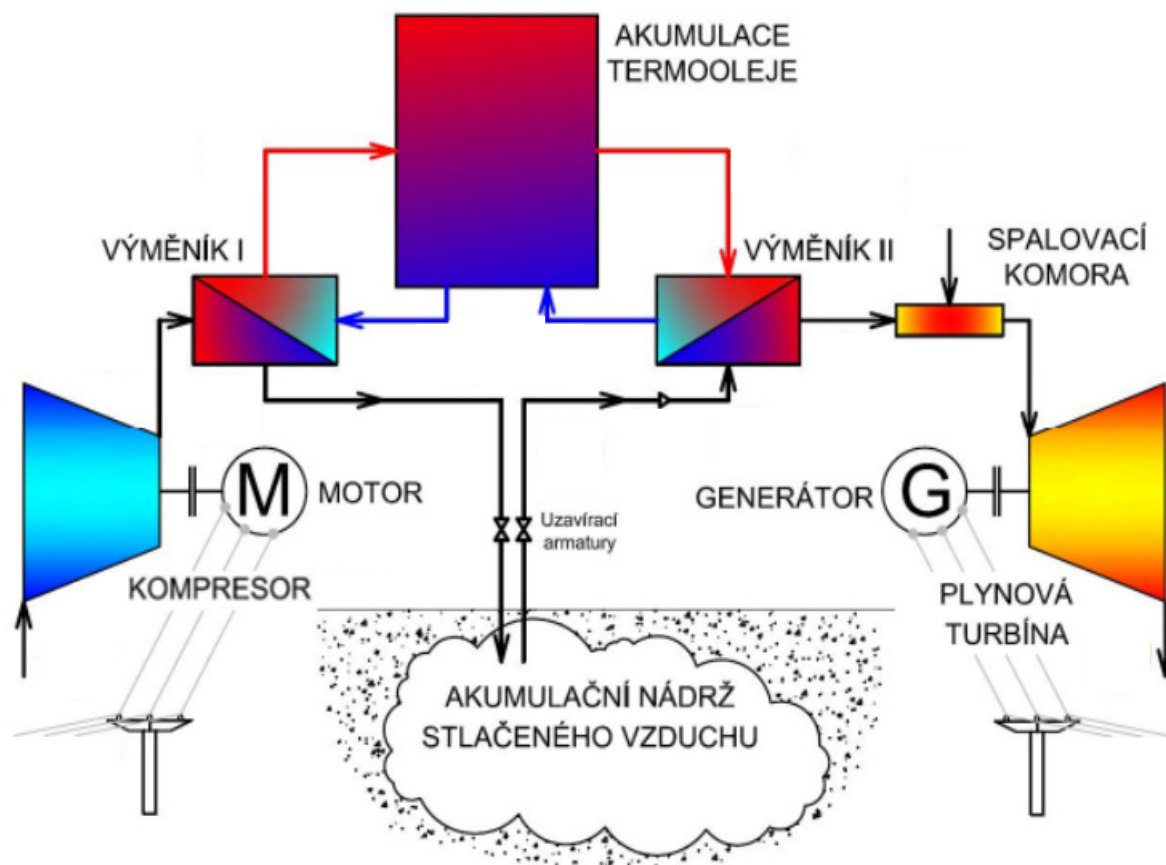 AKUMULACE
TERMOOLEJE
VÝMĚNÍK I
VÝMĚNÍK II
SPALOVACÍ
KOMORA
M
MOTOR
GENERÁTOR
G
Uzavírací
armatury
KOMPRESOR
PLYNOVÁ
TURBÍNA
AKUMULAČNÍ NÁDRŽ
STLAČENÉHO VZDUCHU